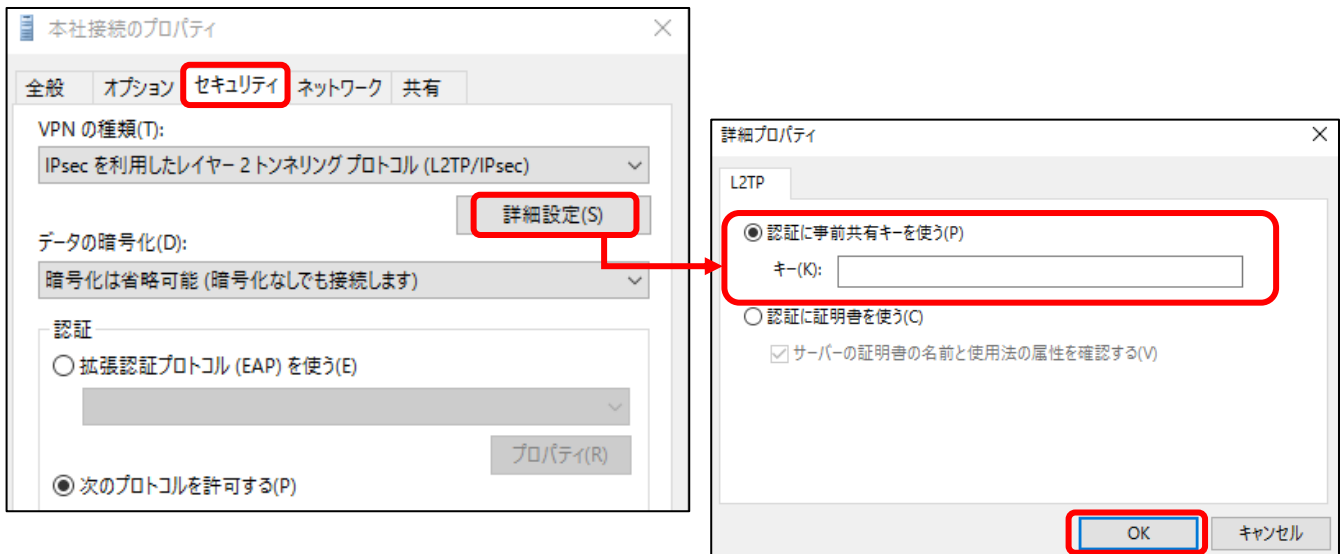 本社接続のプロパティ
全般 オプション セキュリティ ネットワーク 共有
VPN の種類(T):
IPsec を利用したレイヤー 2 トンネリング プロトコル (L2TP/IPsec)
詳細設定(S)
データの暗号化(D):
暗号化は省略可能 (暗号化なしでも接続します)
認証
拡張認証プロトコル (EAP) を使う(E)
プロパティ(R)
次のプロトコルを許可する(P)
詳細プロパティ
L2TP
認証に事前共有キーを使う(P)
キー(K):
認証に証明書を使う(C)
サーバーの証明書の名前と使用法の属性を確認する(V)
OK キャンセル